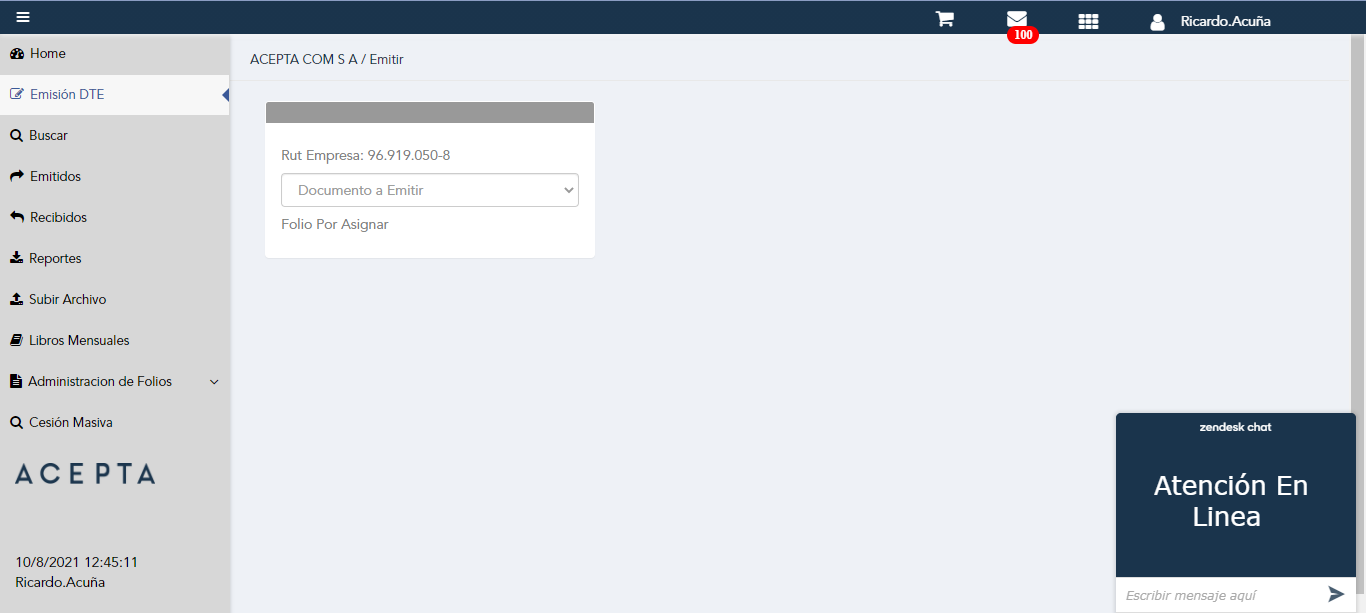 Ricardo.Acuña
100
Home
ACEPTA COM S A / Emitir
Emisión DTE
Buscar
Emitidos
Recibidos
Reportes
Subir Archivo
Libros Mensuales
Administracion de Folios
Cesión Masiva
ACEPTA
10/8/2021 12:45:11
Ricardo.Acuña
Rut Empresa: 96.919.050-8
Documento a Emitir
Folio Por Asignar
zendesk chat
Atención En
Linea
Escribir mensaje aquí